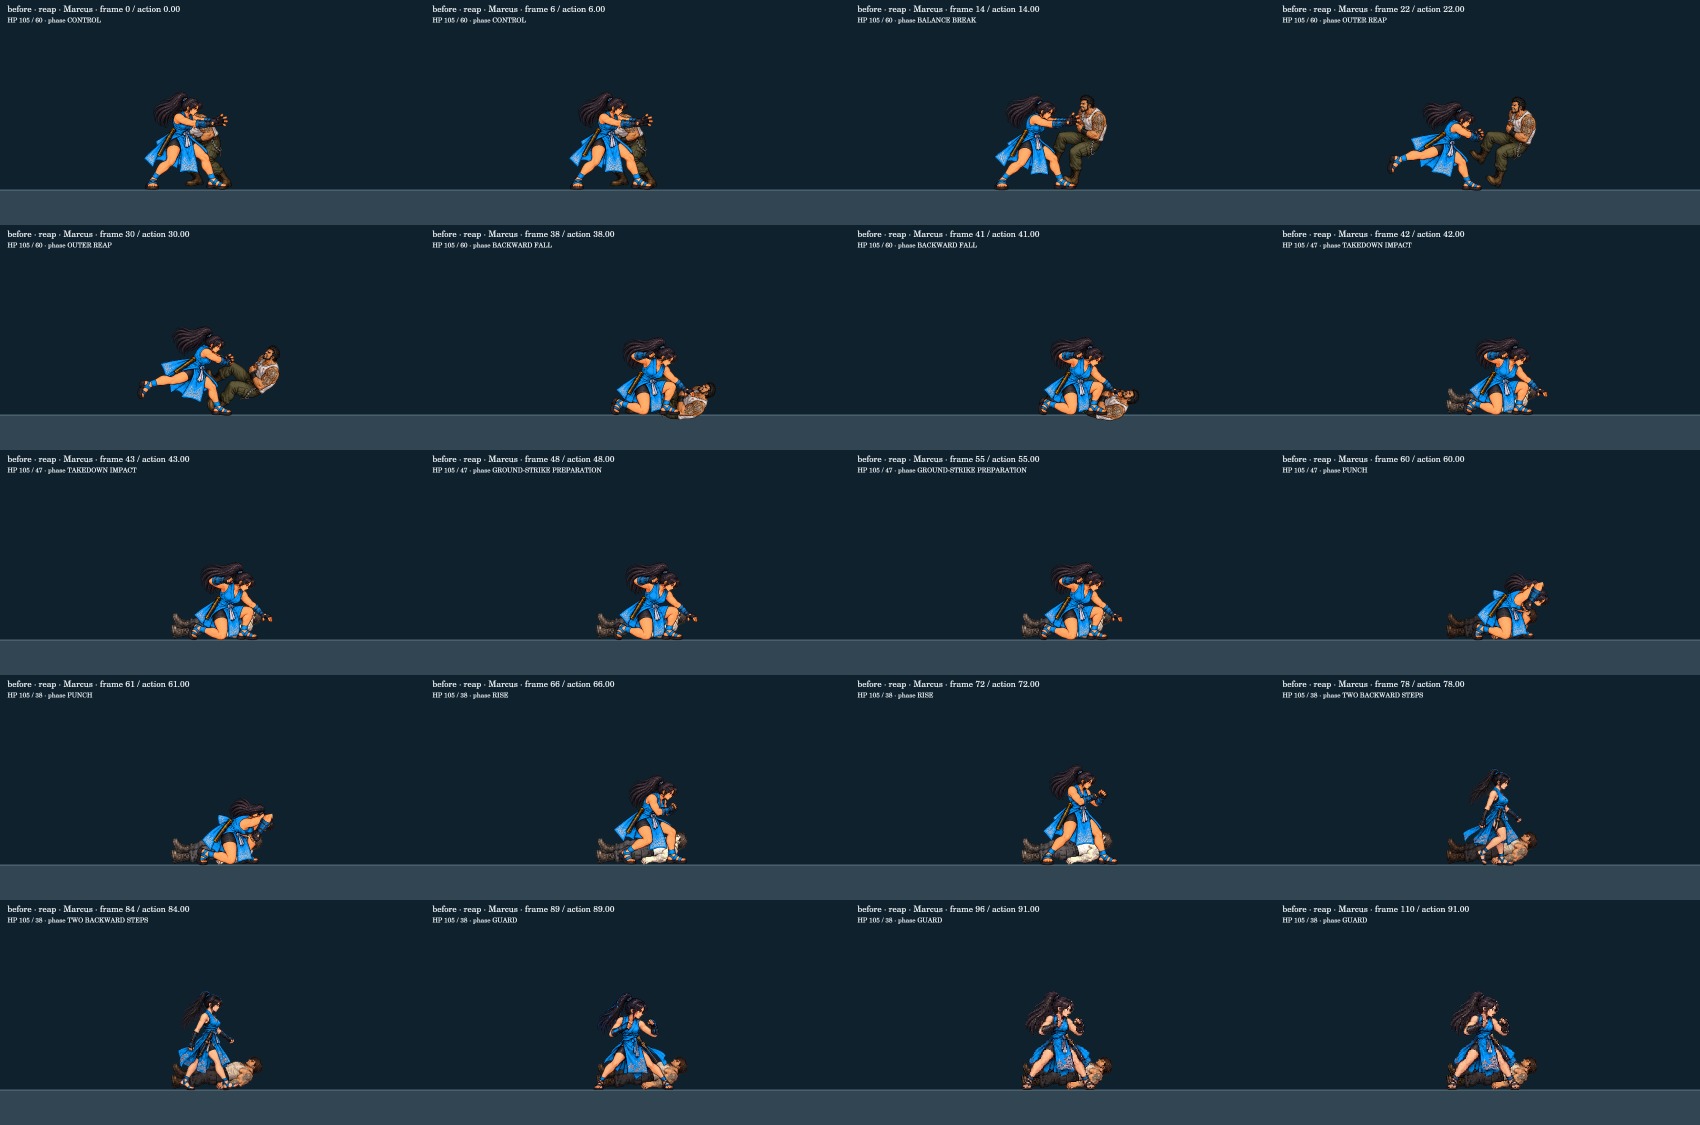 before · reap · Marcus · frame 0 / action 0.00
HP 105 / 60 · phase CONTROL
before · reap · Marcus · frame 6 / action 6.00
HP 105 / 60 · phase CONTROL
before · reap · Marcus · frame 14 / action 14.00
HP 105 / 60 · phase BALANCE BREAK
before · reap · Marcus · frame 22 / action 22.00
HP 105 / 60 · phase OUTER REAP
before · reap · Marcus · frame 30 / action 30.00
HP 105 / 60 · phase OUTER REAP
before · reap · Marcus · frame 38 / action 38.00
HP 105 / 60 · phase BACKWARD FALL
before · reap · Marcus · frame 41 / action 41.00
HP 105 / 60 · phase BACKWARD FALL
before · reap · Marcus · frame 42 / action 42.00
HP 105 / 47 · phase TAKEDOWN IMPACT
before · reap · Marcus · frame 43 / action 43.00
HP 105 / 47 · phase TAKEDOWN IMPACT
before · reap · Marcus · frame 48 / action 48.00
HP 105 / 47 · phase GROUND-STRIKE PREPARATION
before · reap · Marcus · frame 55 / action 55.00
HP 105 / 47 · phase GROUND-STRIKE PREPARATION
before · reap · Marcus · frame 60 / action 60.00
HP 105 / 47 · phase PUNCH
before · reap · Marcus · frame 61 / action 61.00
HP 105 / 38 · phase PUNCH
before · reap · Marcus · frame 66 / action 66.00
HP 105 / 38 · phase RISE
before · reap · Marcus · frame 72 / action 72.00
HP 105 / 38 · phase RISE
before · reap · Marcus · frame 78 / action 78.00
HP 105 / 38 · phase TWO BACKWARD STEPS
before · reap · Marcus · frame 84 / action 84.00
HP 105 / 38 · phase TWO BACKWARD STEPS
before · reap · Marcus · frame 89 / action 89.00
HP 105 / 38 · phase GUARD
before · reap · Marcus · frame 96 / action 91.00
HP 105 / 38 · phase GUARD
before · reap · Marcus · frame 110 / action 91.00
HP 105 / 38 · phase GUARD